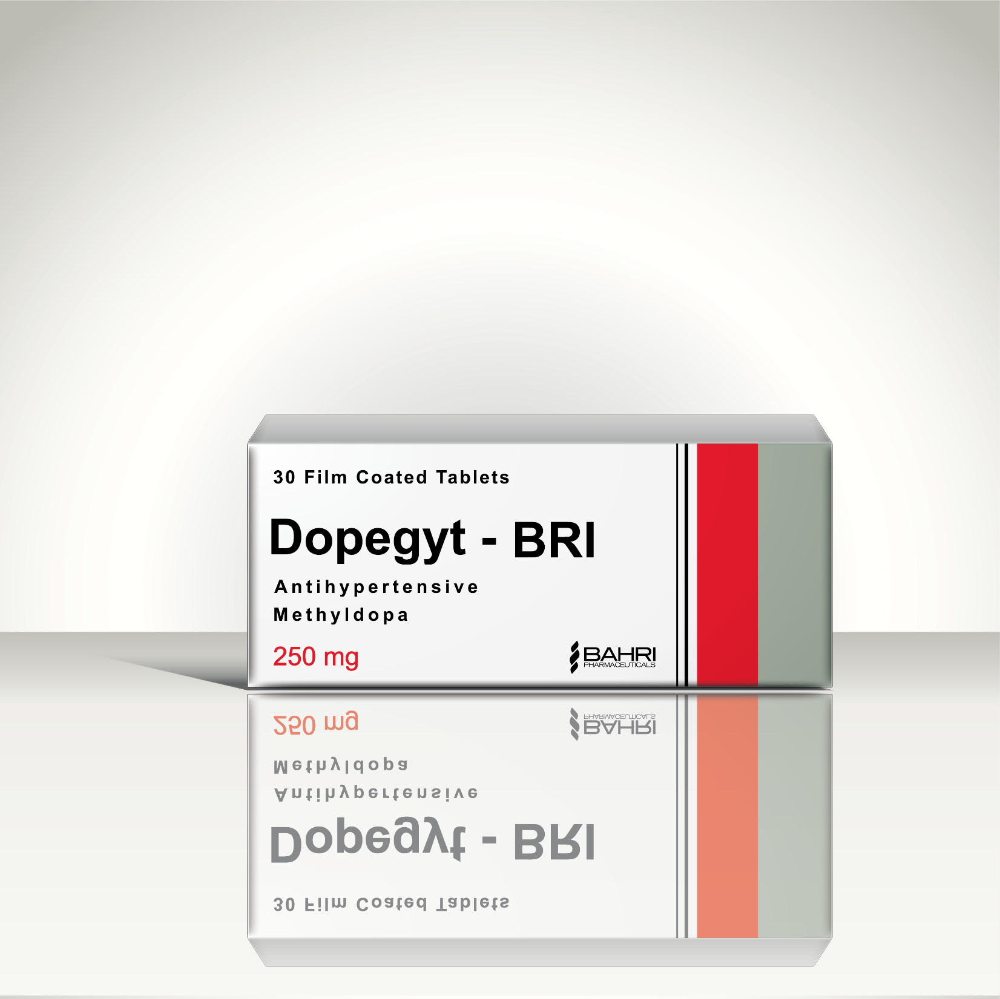 30 Film Coated Tablets
Dopegyt - BRI
Antihypertensive
Methyldopa
250 mg
BAHRI
PHARMACEUTICALS